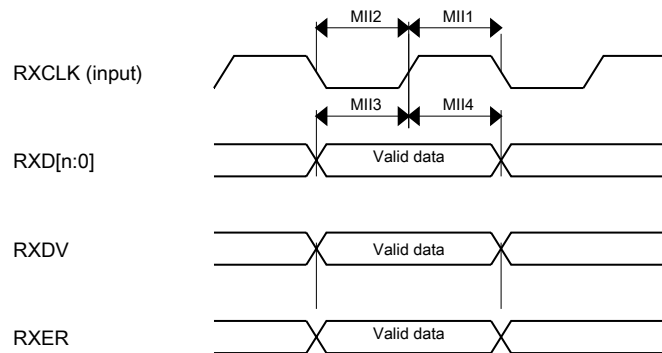 MII2 MII1
RXCLK (input)
MII3 MII4
RXD[n:0] Valid data
RXDV Valid data
RXER Valid data